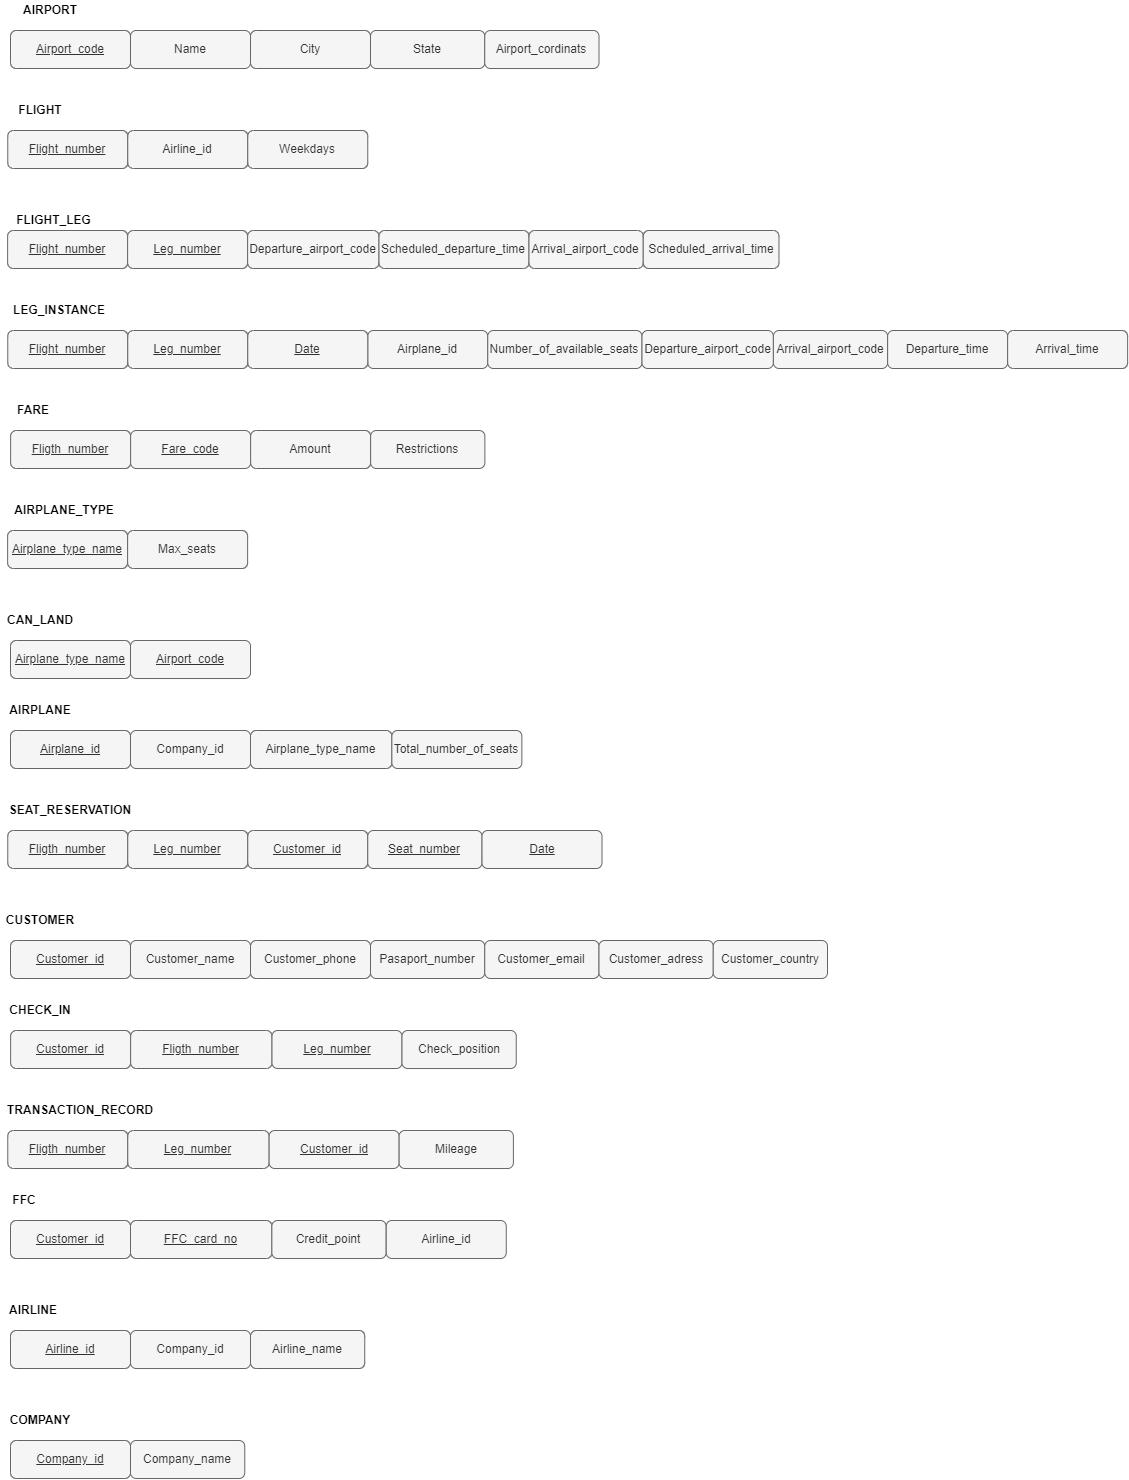 AIRPORT
Airport_code Name City State Airport_cordinats
FLIGHT
Flight_number Airline_id Weekdays
FLIGHT_LEG
Flight_number Leg_number Departure_airport_code Scheduled_departure_time Arrival_airport_code Scheduled_arrival_time
LEG_INSTANCE
Flight_number Leg_number Date Airplane_id Number_of_available_seats Departure_airport_code Arrival_airport_code Departure_time Arrival_time
FARE
Fligth_number Fare_code Amount Restrictions
AIRPLANE_TYPE
Airplane_type_name Max_seats
CAN_LAND
Airplane_type_name Airport_code
AIRPLANE
Airplane_id Company_id Airplane_type_name Total_number_of_seats
SEAT_RESERVATION
Fligth_number Leg_number Customer_id Seat_number Date
CUSTOMER
Customer_id Customer_name Customer_phone Pasaport_number Customer_email Customer_adress Customer_country
CHECK_IN
Customer_id Fligth_number Leg_number Check_position
TRANSACTION_RECORD
Fligth_number Leg_number Customer_id Mileage
FFC
Customer_id FFC_card_no Credit_point Airline_id
AIRLINE
Airline_id Company_id Airline_name
COMPANY
Company_id Company_name